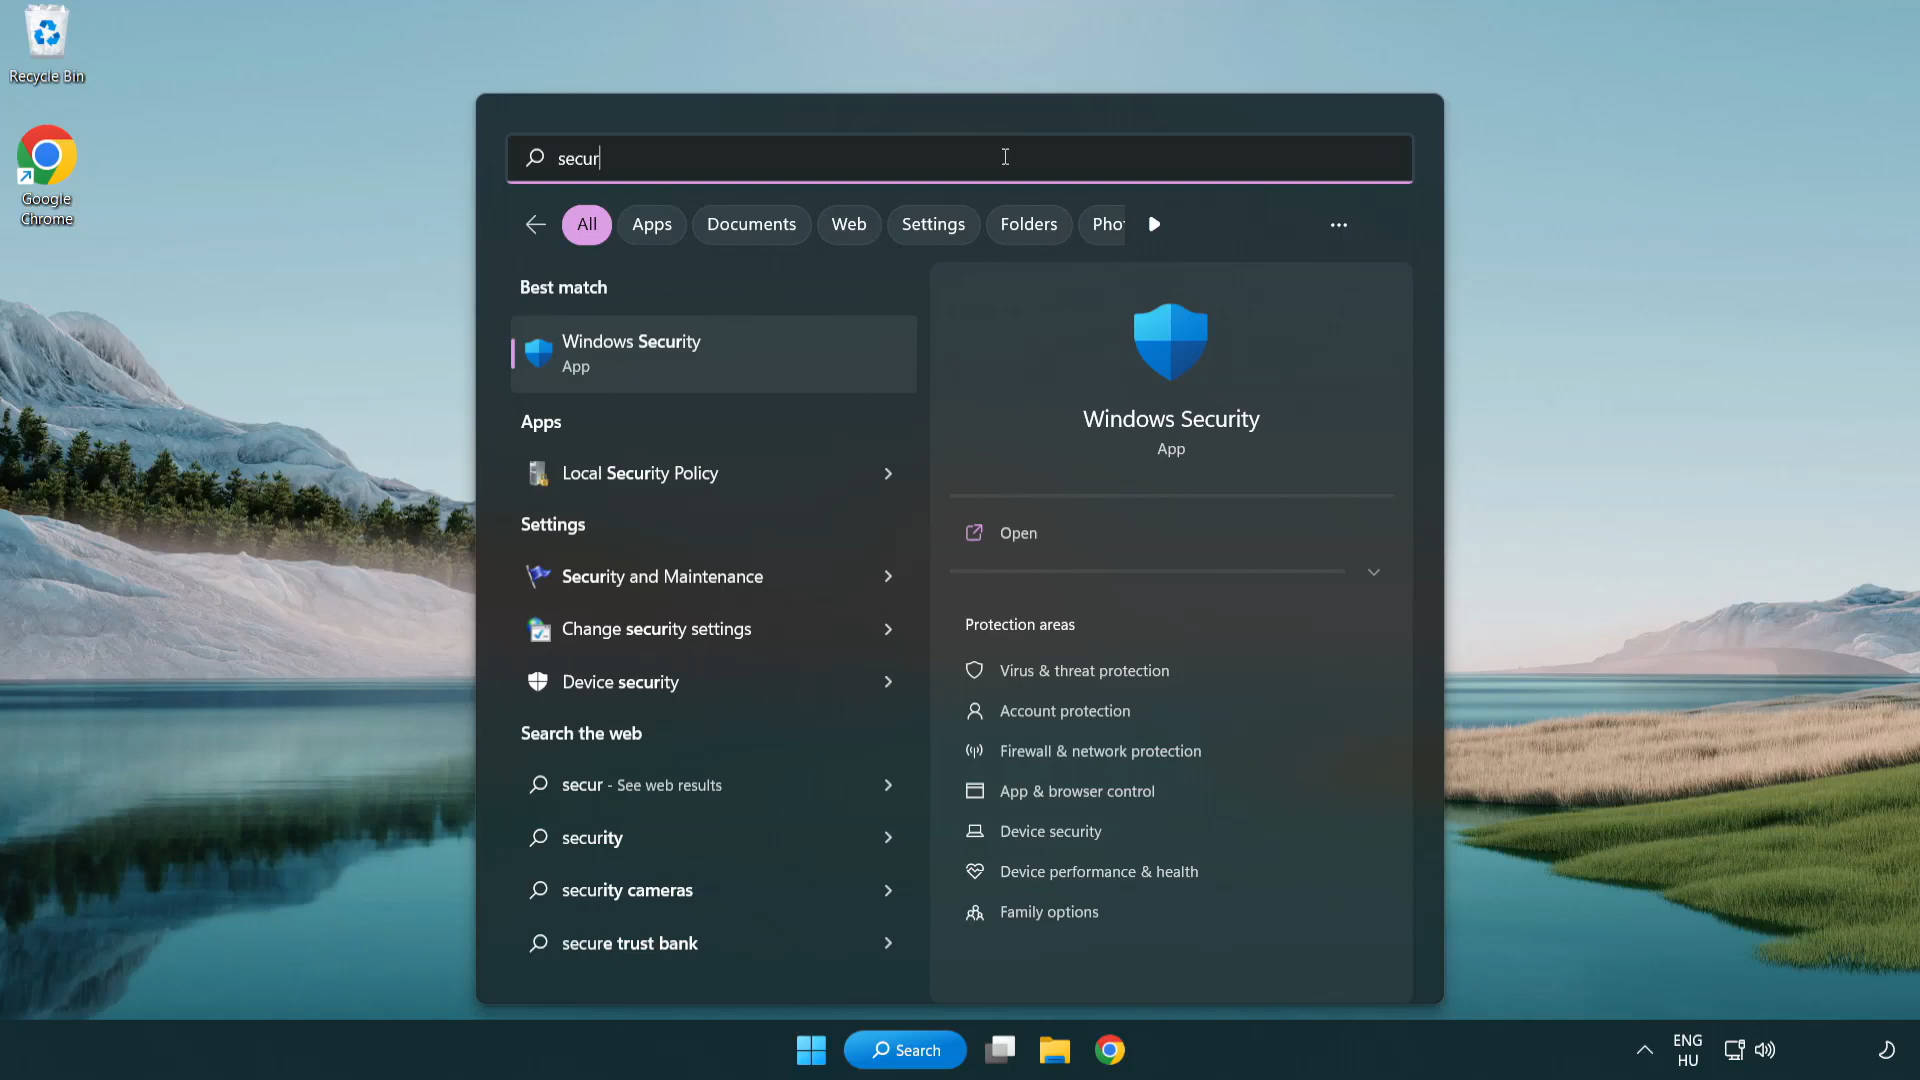 Recycle Bin
Google
Chrome
secur
All
Apps
Documents
Web
Settings
Folders
Pho
Best match
Windows Security
App
Apps
Local Security Policy
Settings
Security and Maintenance
Change security settings
Device security
Search the web
secur - See web results
security
security cameras
secure trust bank
Windows Security
App
Open
Protection areas
Virus & threat protection
Account protection
Firewall & network protection
App & browser control
Device security
Device performance & health
Family options
Search
ENG
HU